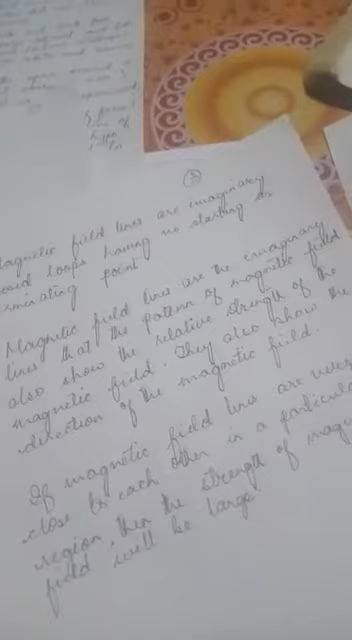 ③
Magnetic field lines are imaginary
loops having no starting or
point
Magnetic field lines are the imaginary
lines that the pattern of magnetic field
also show the relative strength of the
magnetic field. They also show the
direction of the magnetic field.
If magnetic field lines are very
close to each other in a particular
region, then the strength of magn
field will be large.